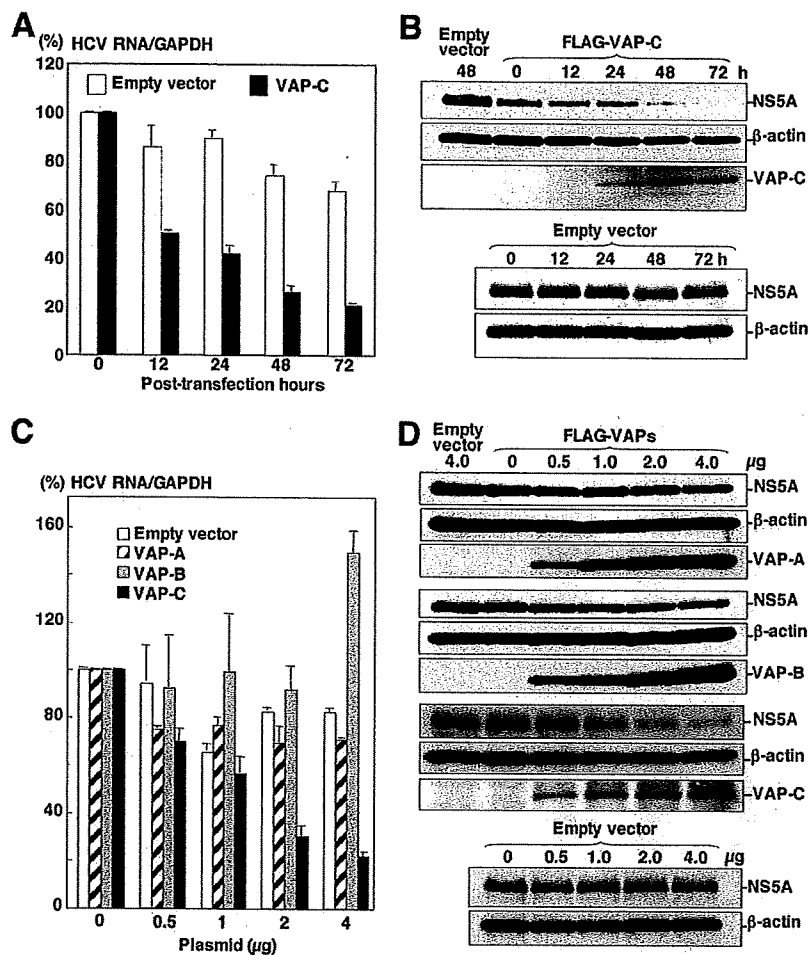 A
(%) HCV RNA/GAPDH
120
100
80
60
40
20
0
Empty vector
VAP-C
0 12 24 48 72
Post-transfection hours
B
Empty vector
FLAG-VAP-C
48 0 12 24 48 72 h
NS5A
β-actin
VAP-C
Empty vector
0 12 24 48 72 h
NS5A
β-actin
C
(%) HCV RNA/GAPDH
160
120
80
40
0
Empty vector
VAP-A
VAP-B
VAP-C
0 0.5 1 2 4
Plasmid (μg)
D
Empty vector
FLAG-VAPs
4.0 0 0.5 1.0 2.0 4.0 μg
NS5A
β-actin
VAP-A
NS5A
β-actin
VAP-B
NS5A
β-actin
VAP-C
Empty vector
0 0.5 1.0 2.0 4.0 μg
NS5A
β-actin